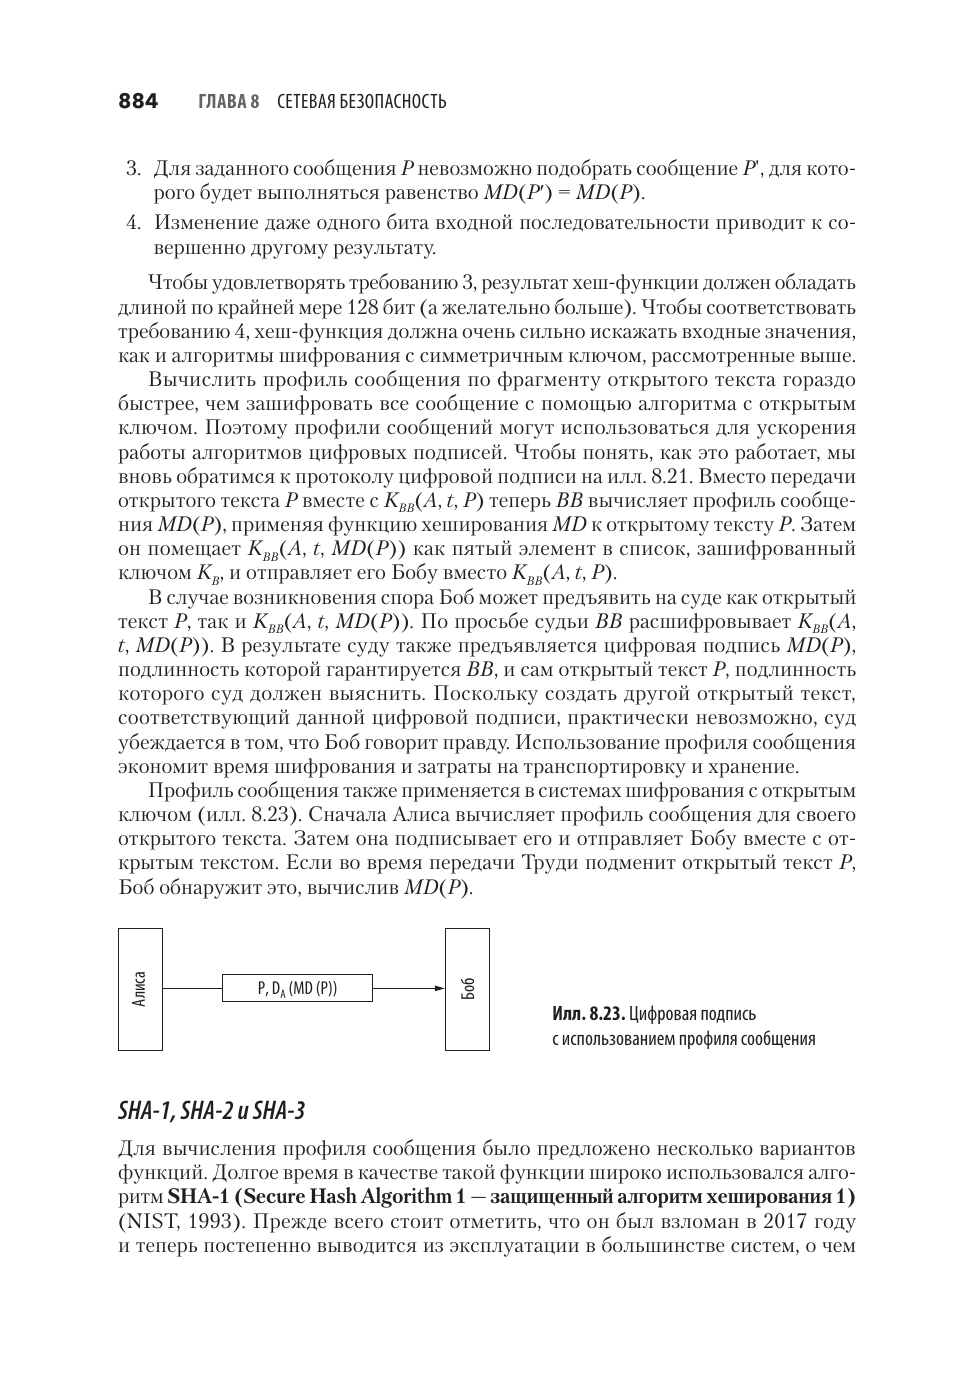 884 ГЛАВА 8 СЕТЕВАЯ БЕЗОПАСНОСТЬ
3. Для заданного сообщения P невозможно подобрать сообщение P', для кото-
рого будет выполняться равенство MD(P') = MD(P).
4. Изменение даже одного бита входной последовательности приводит к со-
вершенно другому результату.
Чтобы удовлетворять требованию 3, результат хеш-функции должен обладать
длиной по крайней мере 128 бит (а желательно больше). Чтобы соответствовать
требованию 4, хеш-функция должна очень сильно искажать входные значения,
как и алгоритмы шифрования с симметричным ключом, рассмотренные выше.
Вычислить профиль сообщения по фрагменту открытого текста гораздо
быстрее, чем зашифровать все сообщение с помощью алгоритма с открытым
ключом. Поэтому профили сообщений могут использоваться для ускорения
работы алгоритмов цифровых подписей. Чтобы понять, как это работает, мы
вновь обратимся к протоколу цифровой подписи на илл. 8.21. Вместо передачи
открытого текста P вместе с K_BB(A, t, P) теперь BB вычисляет профиль сообще-
ния MD(P), применяя функцию хеширования MD к открытому тексту P. Затем
он помещает K_BB(A, t, MD(P)) как пятый элемент в список, зашифрованный
ключом K_B, и отправляет его Бобу вместо K_BB(A, t, P).
В случае возникновения спора Боб может предъявить на суде как открытый
текст P, так и K_BB(A, t, MD(P)). По просьбе судьи BB расшифровывает K_BB(A,
t, MD(P)). В результате суду также предъявляется цифровая подпись MD(P),
подлинность которой гарантируется BB, и сам открытый текст P, подлинность
которого суд должен выяснить. Поскольку создать другой открытый текст,
соответствующий данной цифровой подписи, практически невозможно, суд
убеждается в том, что Боб говорит правду. Использование профиля сообщения
экономит время шифрования и затраты на транспортировку и хранение.
Профиль сообщения также применяется в системах шифрования с открытым
ключом (илл. 8.23). Сначала Алиса вычисляет профиль сообщения для своего
открытого текста. Затем она подписывает его и отправляет Бобу вместе с от-
крытым текстом. Если во время передачи Труди подменит открытый текст P,
Боб обнаружит это, вычислив MD(P).
Алиса
P, D_A (MD (P))
Боб
Илл. 8.23. Цифровая подпись
с использованием профиля сообщения
SHA-1, SHA-2 и SHA-3
Для вычисления профиля сообщения было предложено несколько вариантов
функций. Долгое время в качестве такой функции широко использовался алго-
ритм SHA-1 (Secure Hash Algorithm 1 — защищенный алгоритм хеширования 1)
(NIST, 1993). Прежде всего стоит отметить, что он был взломан в 2017 году
и теперь постепенно выводится из эксплуатации в большинстве систем, о чем